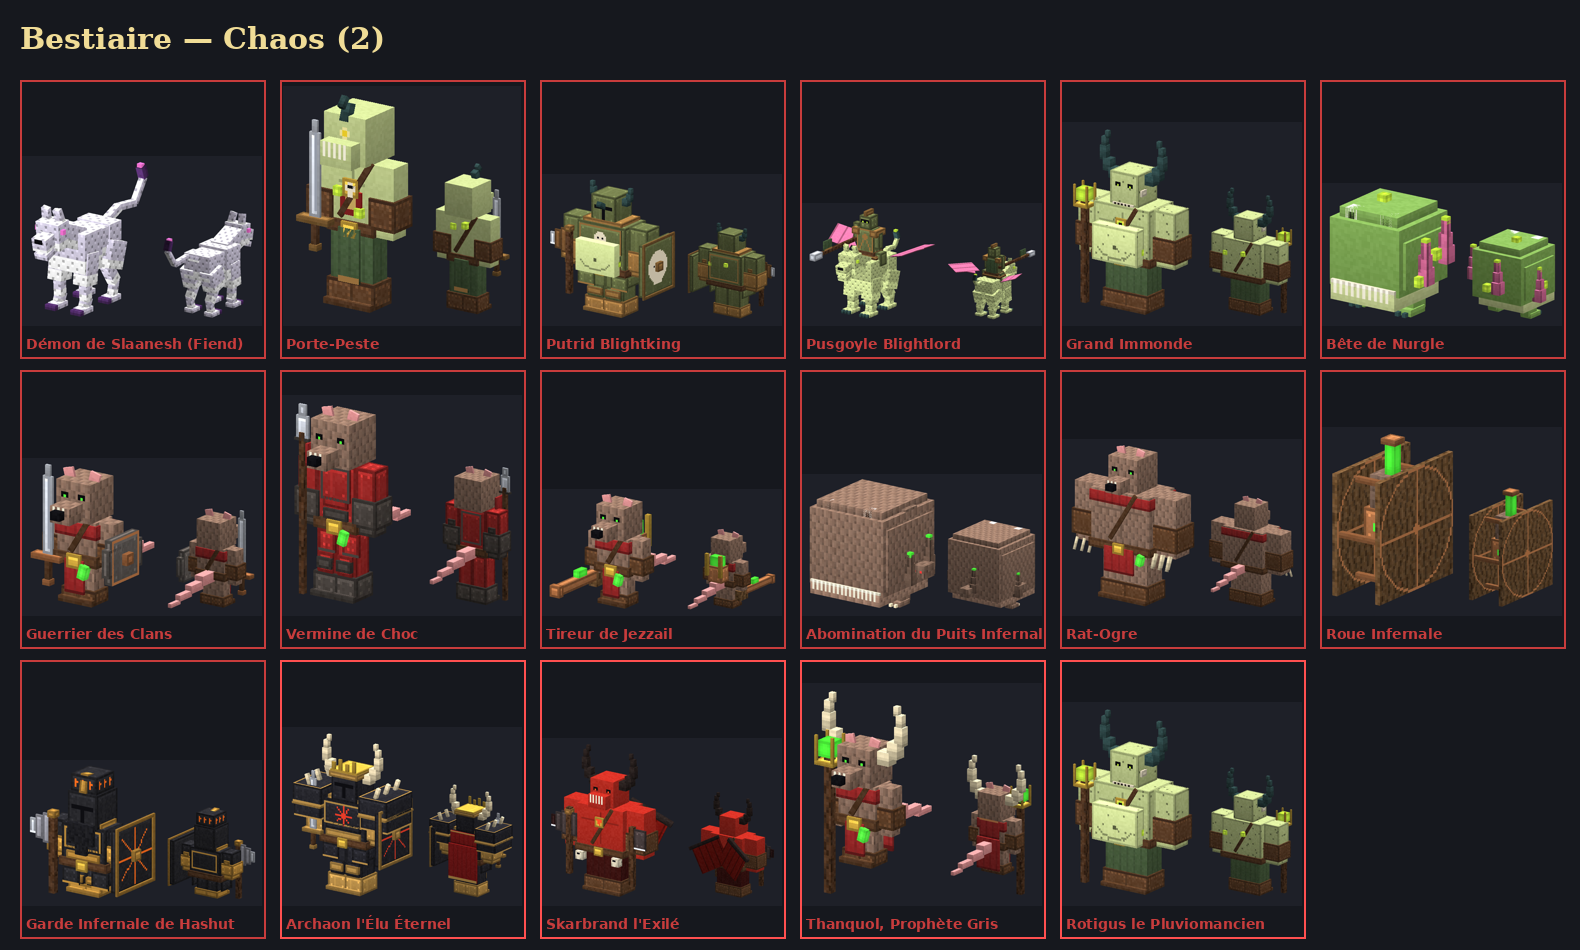 Bestiaire — Chaos (2)
Démon de Slaanesh (Fiend)
Porte-Peste
Putrid Blightking
Pusgoyle Blightlord
Grand Immonde
Bête de Nurgle
Guerrier des Clans
Vermine de Choc
Tireur de Jezzail
Abomination du Puits Infernal
Rat-Ogre
Roue Infernale
Garde Infernale de Hashut
Archaon l'Élu Éternel
Skarbrand l'Exilé
Thanquol, Prophète Gris
Rotigus le Pluviomancien